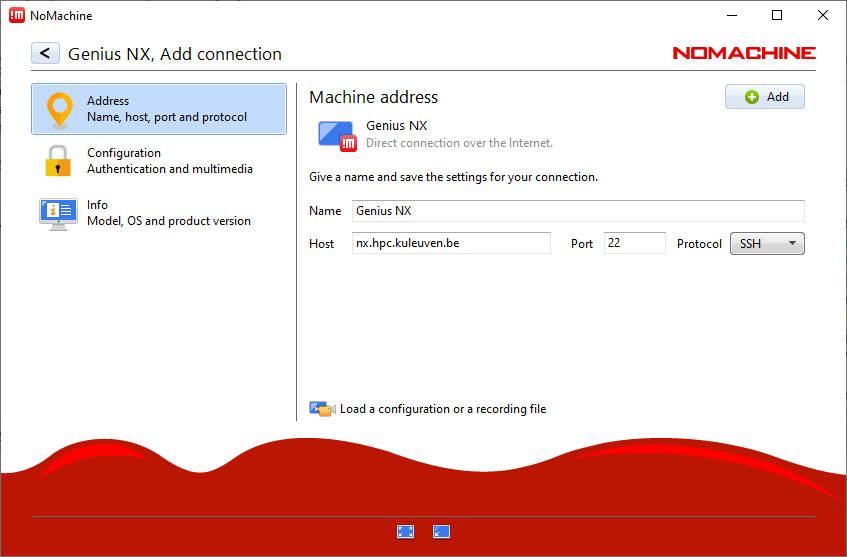 NoMachine
Genius NX, Add connection
NOMACHINE
Address
Name, host, port and protocol
Configuration
Authentication and multimedia
Info
Model, OS and product version
Machine address
Add
Genius NX
Direct connection over the Internet.
Give a name and save the settings for your connection.
Name Genius NX
Host nx.hpc.kuleuven.be Port 22 Protocol SSH
Load a configuration or a recording file